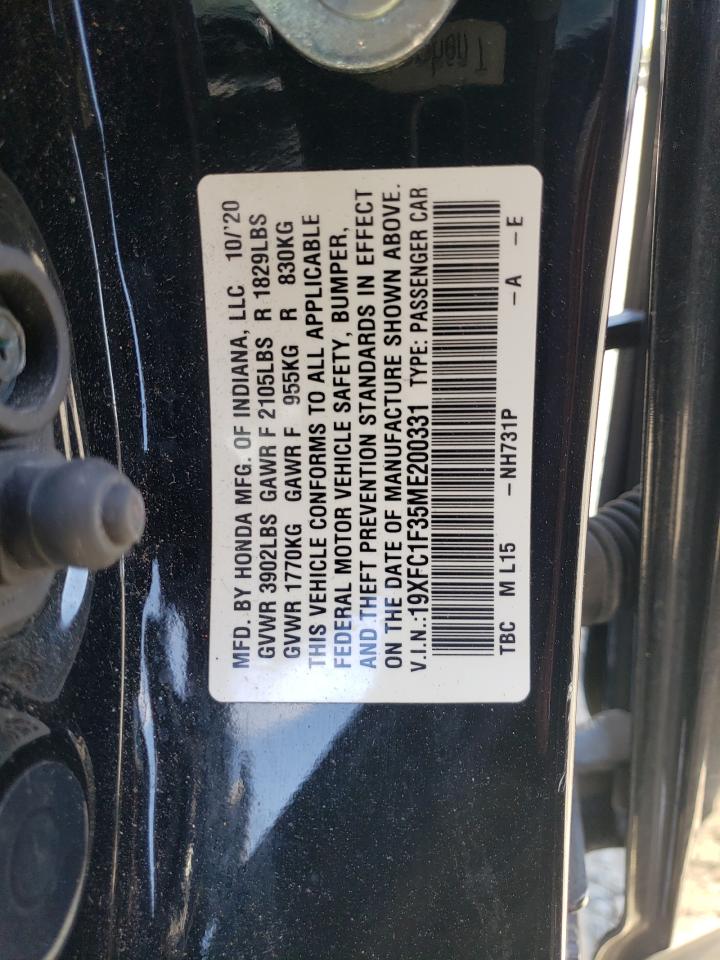 MFD. BY HONDA MFG. OF INDIANA, LLC 10/'20
GVWR 3902LBS GAWR F 2105LBS R 1829LBS
GVWR 1770KG GAWR F 955KG R 830KG
THIS VEHICLE CONFORMS TO ALL APPLICABLE
FEDERAL MOTOR VEHICLE SAFETY, BUMPER,
AND THEFT PREVENTION STANDARDS IN EFFECT
ON THE DATE OF MANUFACTURE SHOWN ABOVE.
V.I.N.:19XFC1F35ME200331 TYPE: PASSENGER CAR
TBC M L15 -NH731P -A -E